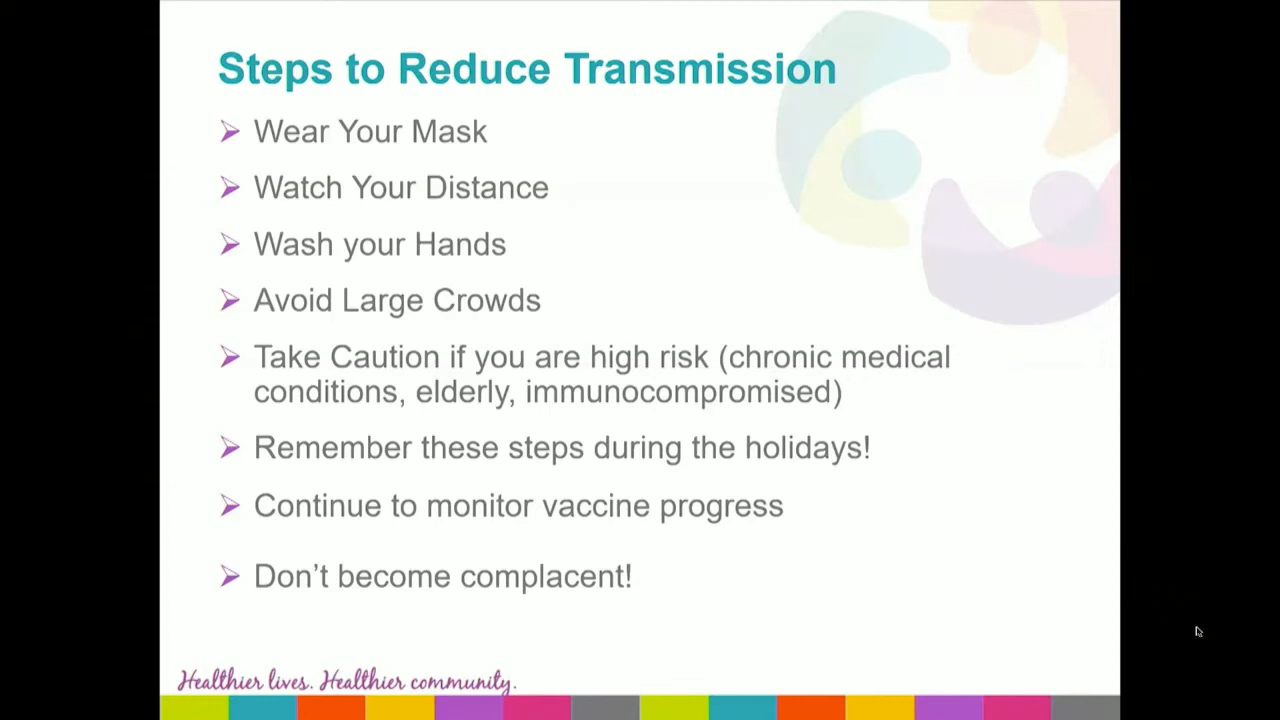 Steps to Reduce Transmission
Wear Your Mask
Watch Your Distance
Wash your Hands
Avoid Large Crowds
Take Caution if you are high risk (chronic medical
conditions, elderly, immunocompromised)
Remember these steps during the holidays!
Continue to monitor vaccine progress
Don't become complacent!
Healthier lives. Healthier community.